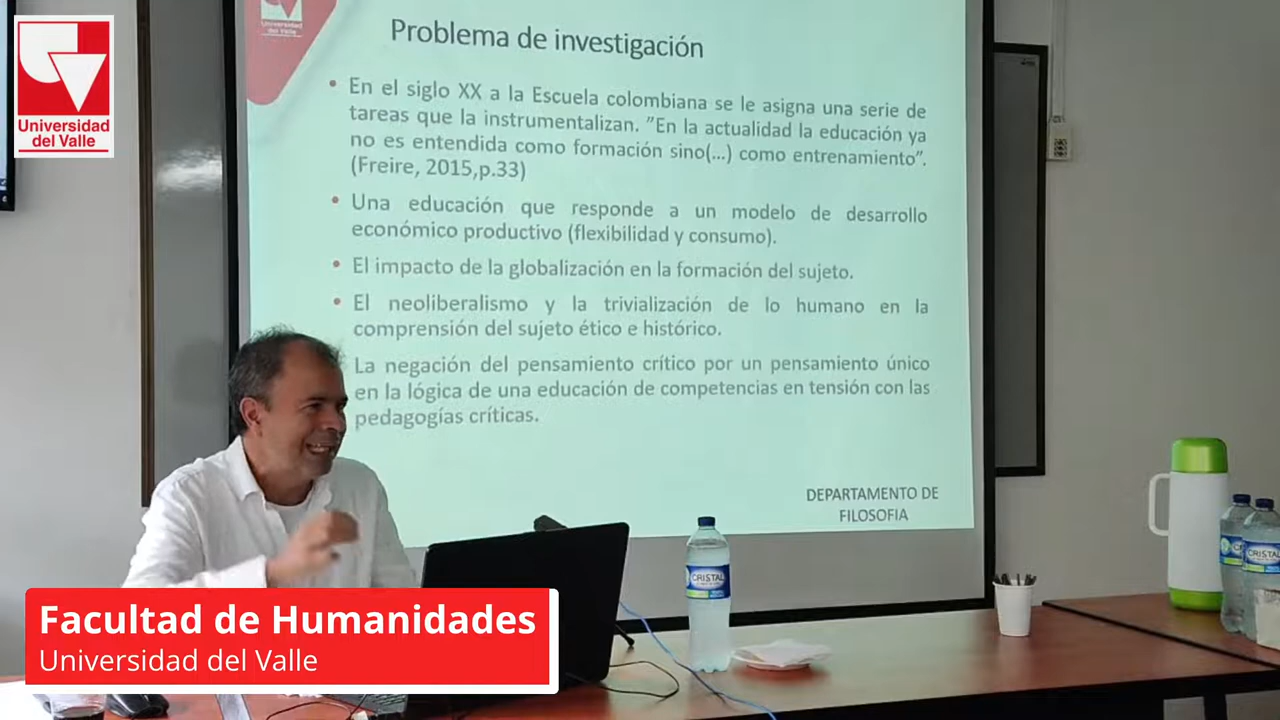 Universidad
del Valle
Universidad
del Valle
Problema de investigación
• En el siglo XX a la Escuela colombiana se le asigna una serie de
tareas que la instrumentalizan. ”En la actualidad la educación ya
no es entendida como formación sino(...) como entrenamiento”.
(Freire, 2015,p.33)
• Una educación que responde a un modelo de desarrollo
económico productivo (flexibilidad y consumo).
• El impacto de la globalización en la formación del sujeto.
• El neoliberalismo y la trivialización de lo humano en la
comprensión del sujeto ético e histórico.
La negación del pensamiento crítico por un pensamiento único
en la lógica de una educación de competencias en tensión con las
pedagogías críticas.
DEPARTAMENTO DE
FILOSOFIA
CRISTAL
CRISTAL
Facultad de Humanidades
Universidad del Valle